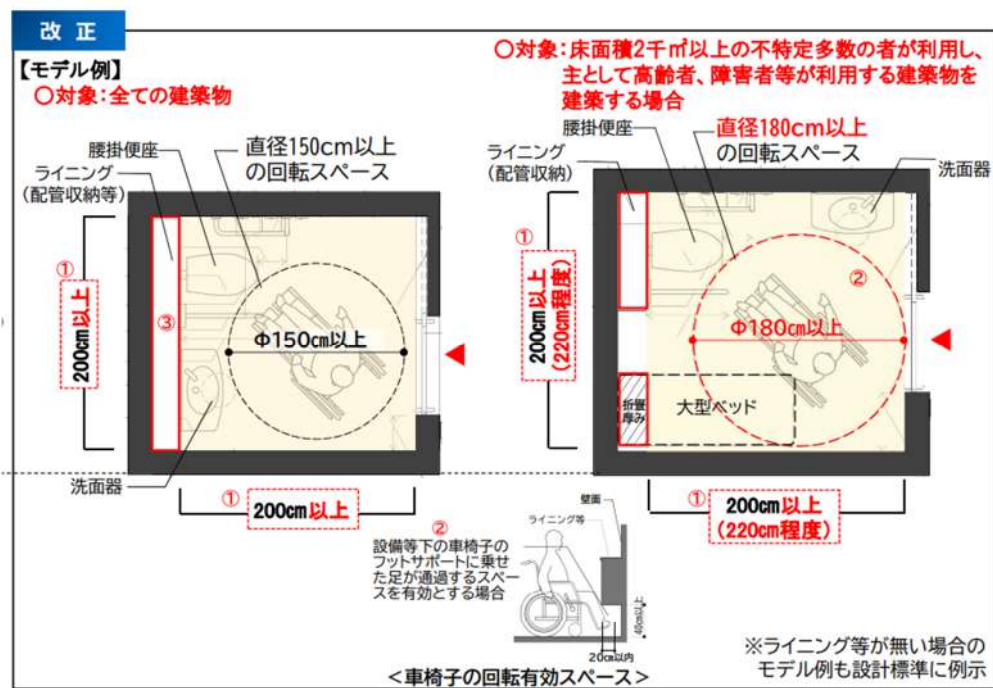 改 正
【モデル例】
〇対象：全ての建築物
腰掛便座
直径150cm以上
の回転スペース
ライニング
(配管収納等)
①
200cm以上
③
Φ150cm以上
洗面器
①
200cm以上
〇対象：床面積2千㎡以上の不特定多数の者が利用し、
主として高齢者、障害者等が利用する建築物を
建築する場合
腰掛便座
直径180cm以上
の回転スペース
ライニング
(配管収納)
洗面器
①
200cm以上
(220cm程度)
②
Φ180cm以上
折畳
厚み
大型ベッド
①
200cm以上
(220cm程度)
②
設備等下の車椅子の
フットサポートに乗せ
た足が通過するスペー
スを有効とする場合
壁面
ライニング等
40cm以上
20cm以内
＜車椅子の回転有効スペース＞
※ライニング等が無い場合の
モデル例も設計標準に例示